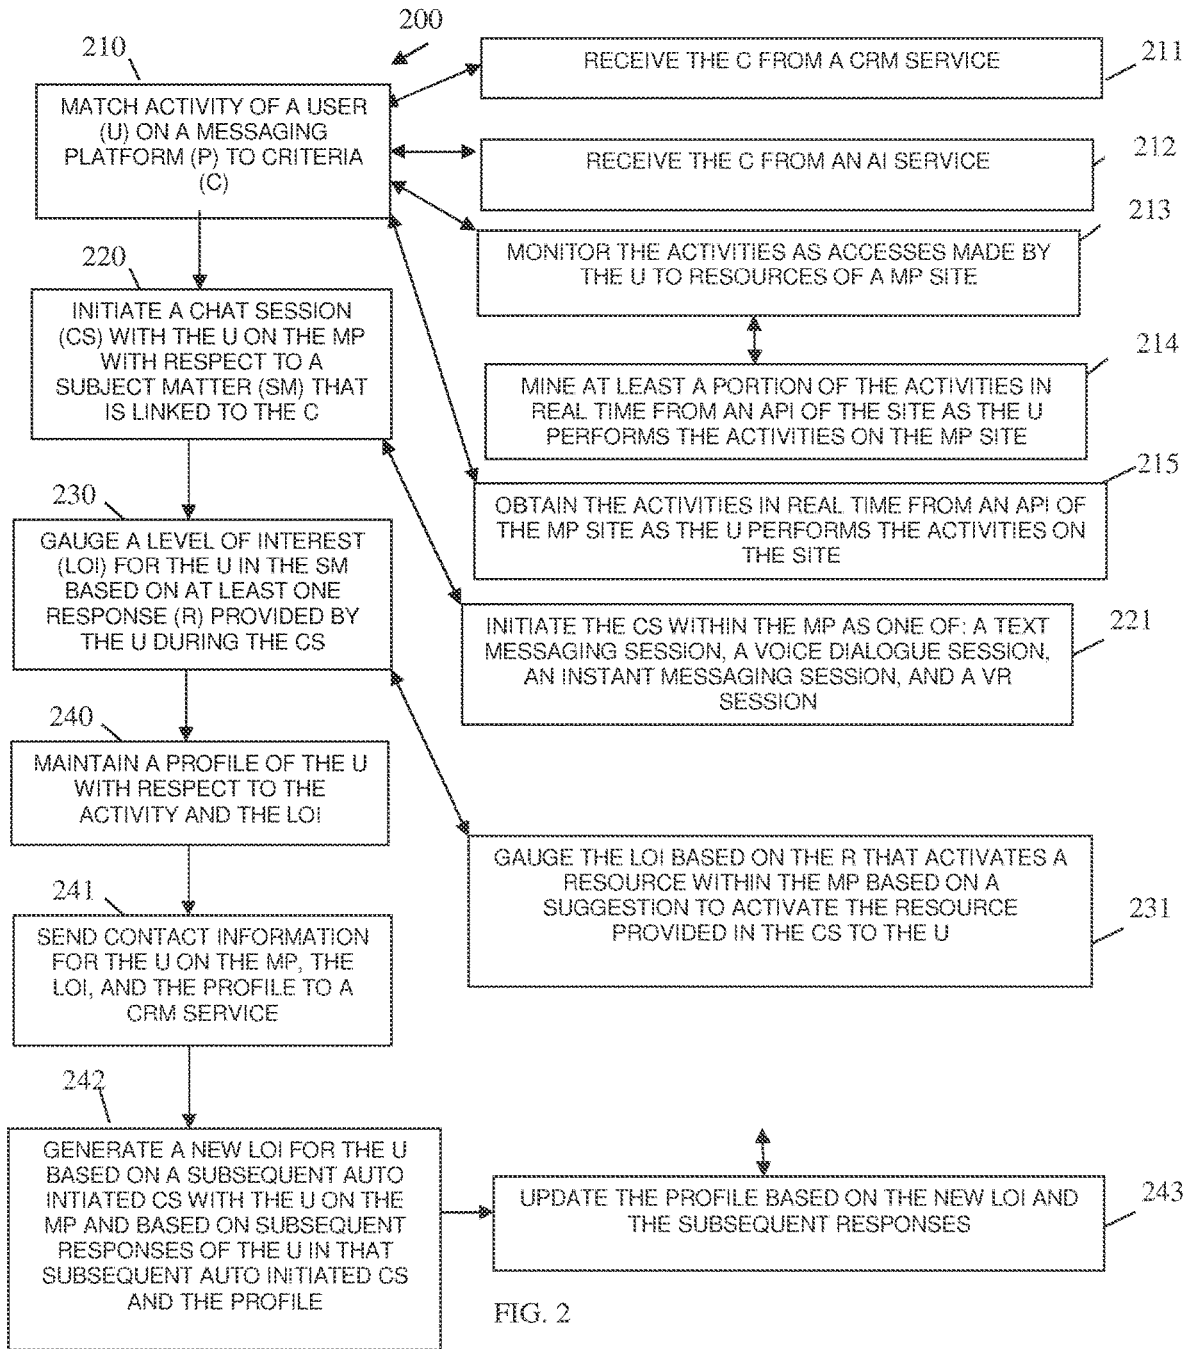 200
210
MATCH ACTIVITY OF A USER
(U) ON A MESSAGING
PLATFORM (P) TO CRITERIA
(C)
RECEIVE THE C FROM A CRM SERVICE
211
RECEIVE THE C FROM AN AI SERVICE
212
213
MONITOR THE ACTIVITIES AS ACCESSES MADE BY
THE U TO RESOURCES OF A MP SITE
220
INITIATE A CHAT SESSION
(CS) WITH THE U ON THE MP
WITH RESPECT TO A
SUBJECT MATTER (SM) THAT
IS LINKED TO THE C
214
MINE AT LEAST A PORTION OF THE ACTIVITIES IN
REAL TIME FROM AN API OF THE SITE AS THE U
PERFORMS THE ACTIVITIES ON THE MP SITE
215
OBTAIN THE ACTIVITIES IN REAL TIME FROM AN API OF
THE MP SITE AS THE U PERFORMS THE ACTIVITIES ON
THE SITE
230
GAUGE A LEVEL OF INTEREST
(LOI) FOR THE U IN THE SM
BASED ON AT LEAST ONE
RESPONSE (R) PROVIDED BY
THE U DURING THE CS
221
INITIATE THE CS WITHIN THE MP AS ONE OF: A TEXT
MESSAGING SESSION, A VOICE DIALOGUE SESSION,
AN INSTANT MESSAGING SESSION, AND A VR
SESSION
240
MAINTAIN A PROFILE OF THE U
WITH RESPECT TO THE
ACTIVITY AND THE LOI
GAUGE THE LOI BASED ON THE R THAT ACTIVATES A
RESOURCE WITHIN THE MP BASED ON A
SUGGESTION TO ACTIVATE THE RESOURCE
PROVIDED IN THE CS TO THE U
231
241
SEND CONTACT INFORMATION
FOR THE U ON THE MP, THE
LOI, AND THE PROFILE TO A
CRM SERVICE
242
GENERATE A NEW LOI FOR THE U
BASED ON A SUBSEQUENT AUTO
INTIATED CS WITH THE U ON THE
MP AND BASED ON SUBSEQUENT
RESPONSES OF THE U IN THAT
SUBSEQUENT AUTO INITIATED CS
AND THE PROFILE
UPDATE THE PROFILE BASED ON THE NEW LOI AND
THE SUBSEQUENT RESPONSES
243
FIG. 2